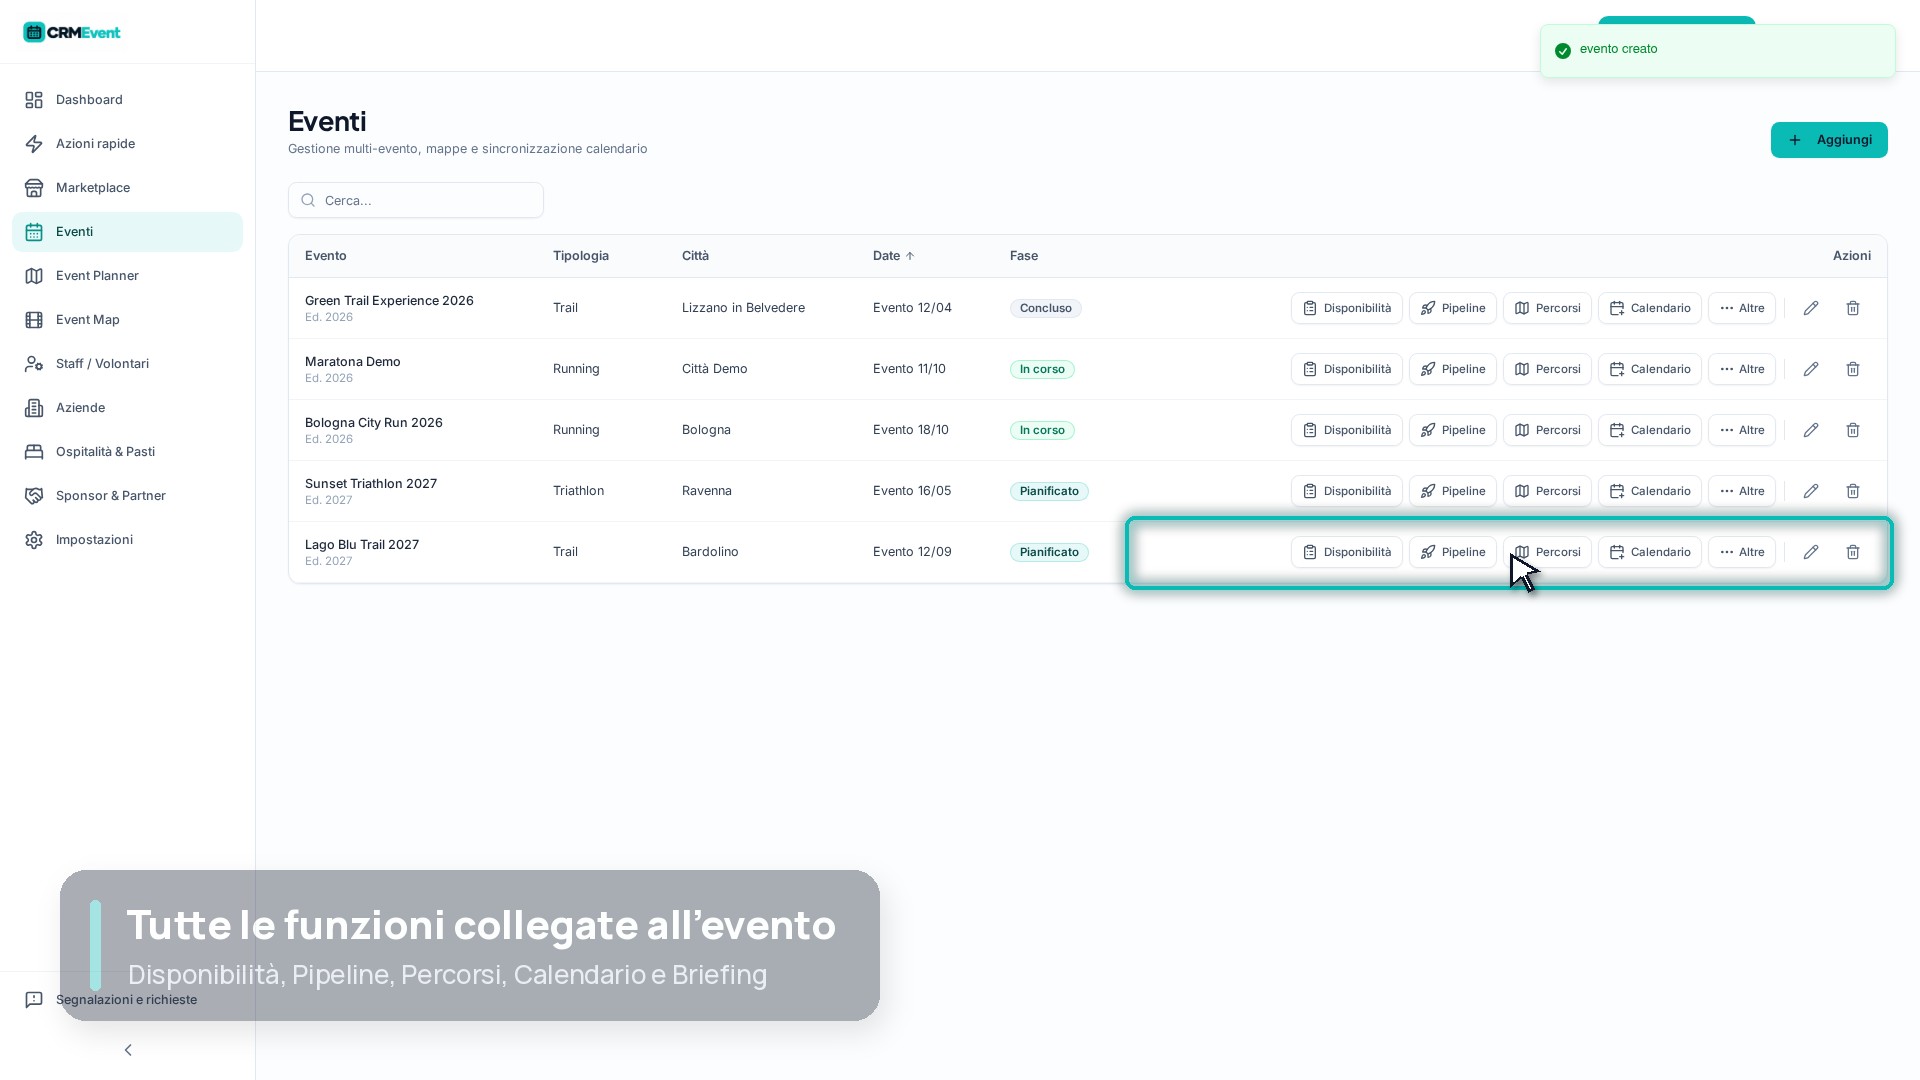 CRMEvent
evento creato
Dashboard
Azioni rapide
Marketplace
Eventi
Event Planner
Event Map
Staff / Volontari
Aziende
Ospitalità & Pasti
Sponsor & Partner
Impostazioni
Eventi
Gestione multi-evento, mappe e sincronizzazione calendario
Aggiungi
Cerca...
Evento Tipologia Città Date Fase Azioni
Green Trail Experience 2026 Trail Lizzano in Belvedere Evento 12/04 Concluso Disponibilità Pipeline Percorsi Calendario Altre
Ed. 2026
Maratona Demo Running Città Demo Evento 11/10 In corso Disponibilità Pipeline Percorsi Calendario Altre
Ed. 2026
Bologna City Run 2026 Running Bologna Evento 18/10 In corso Disponibilità Pipeline Percorsi Calendario Altre
Ed. 2026
Sunset Triathlon 2027 Triathlon Ravenna Evento 16/05 Pianificato Disponibilità Pipeline Percorsi Calendario Altre
Ed. 2027
Lago Blu Trail 2027 Trail Bardolino Evento 12/09 Pianificato Disponibilità Pipeline Percorsi Calendario Altre
Ed. 2027
Tutte le funzioni collegate all’evento
Disponibilità, Pipeline, Percorsi, Calendario e Briefing
Segnalazioni e richieste